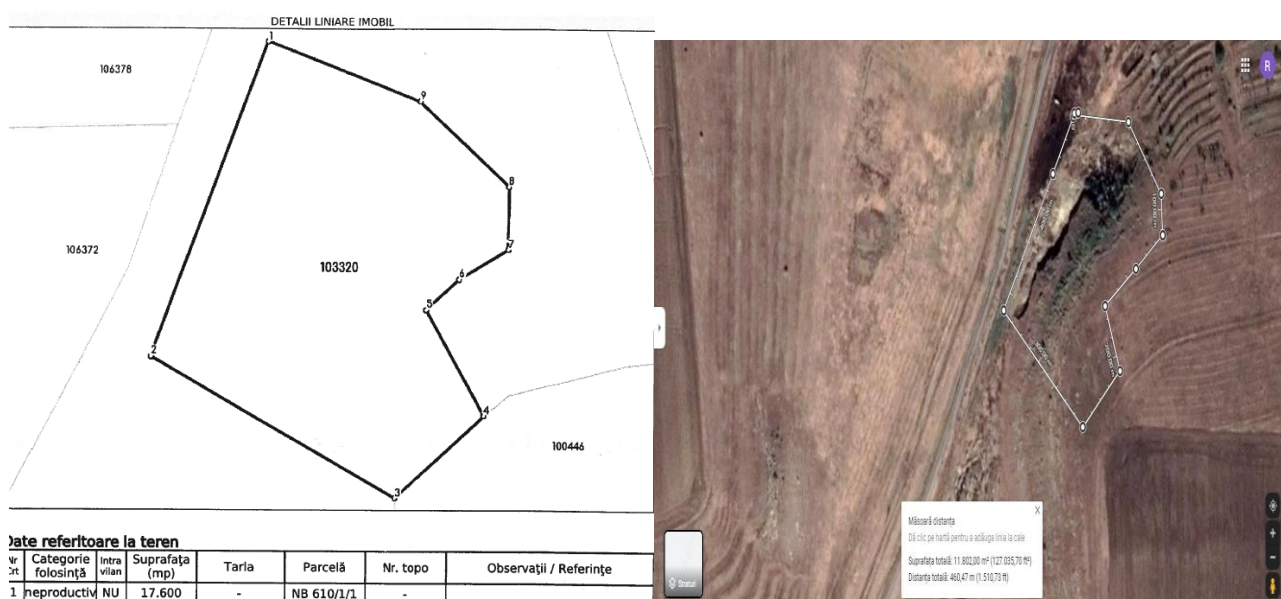 DETALII LINIARE IMOBIL
1
106378
9
8
7
106372
103320
6
5
2
4
100446
3
Date referitoare la teren
Nr Crt Categorie folosință Intra vilan Suprafața (mp) Tarla Parcelă Nr. topo Observații / Referințe
1 neproductiv NU 17.600 - NB 610/1/1 -
R
Măsoară distanța
X
Dă clic pe hartă pentru a adăuga linia la cale
Suprafața totală: 11.802,00 m² (127.035,70 ft²)
Distanța totală: 460,47 m (1.510,73 ft)
Straturi